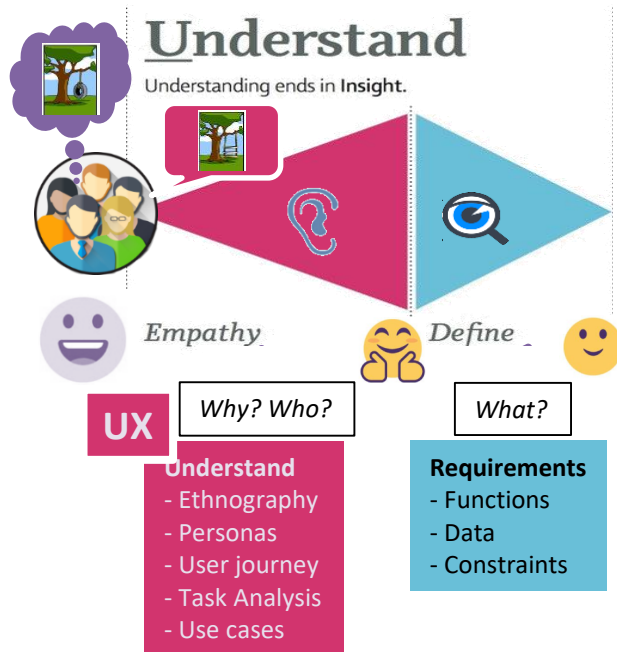 Understand
Understanding ends in Insight.
Empathy
Define
Why? Who?
What?
UX
Understand
- Ethnography
- Personas
- User journey
- Task Analysis
- Use cases
Requirements
- Functions
- Data
- Constraints